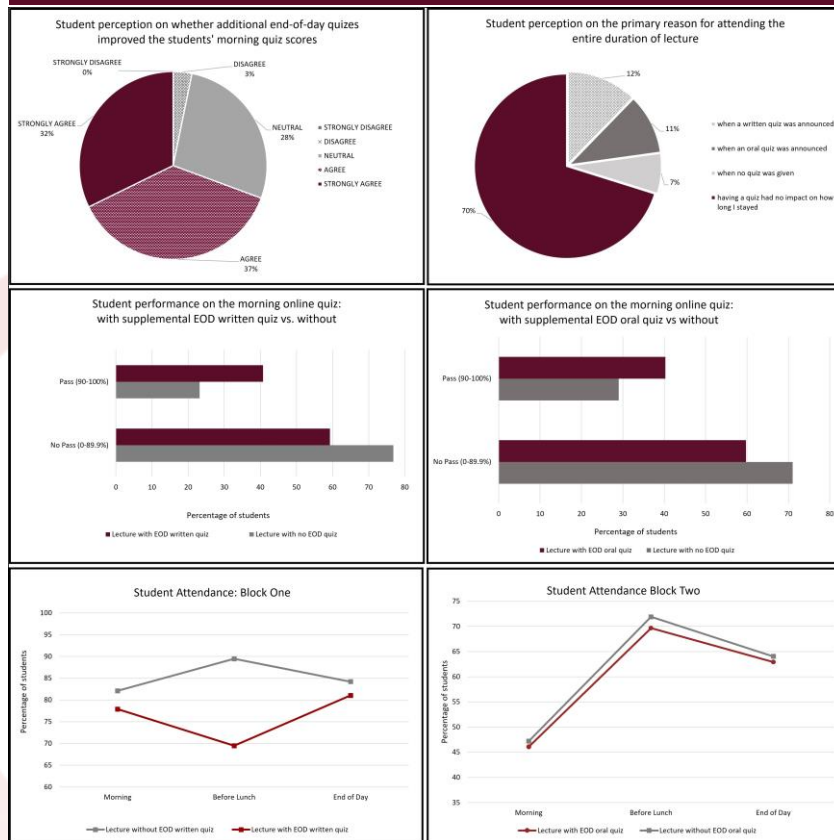 Student perception on whether additional end-of-day quizzes
improved the students' morning quiz scores
STRONGLY DISAGREE
0%
DISAGREE
3%
STRONGLY AGREE
32%
NEUTRAL
28%
AGREE
37%
STRONGLY DISAGREE
DISAGREE
NEUTRAL
AGREE
STRONGLY AGREE
Student perception on the primary reason for attending the
entire duration of lecture
12%
11%
7%
70%
when a written quiz was announced
when an oral quiz was announced
when no quiz was given
having a quiz had no impact on how
long I stayed
Student performance on the morning online quiz:
with supplemental EOD written quiz vs. without
Pass (90-100%)
No Pass (0-89.9%)
0 10 20 30 40 50 60 70 80
Percentage of students
Lecture with EOD written quiz Lecture with no EOD quiz
Student performance on the morning online quiz:
with supplemental EOD oral quiz vs without
Pass (90-100%)
No Pass (0-89.9%)
0 10 20 30 40 50 60 70 80
Percentage of students
Lecture with EOD oral quiz Lecture with no EOD quiz
Student Attendance: Block One
Percentage of students
100
95
90
85
80
75
70
65
60
Morning Before Lunch End of Day
Lecture without EOD written quiz Lecture with EOD written quiz
Student Attendance Block Two
Percentage of students
75
70
65
60
55
50
45
40
35
Morning Before Lunch End of Day
Lecture with EOD oral quiz Lecture without EOD oral quiz